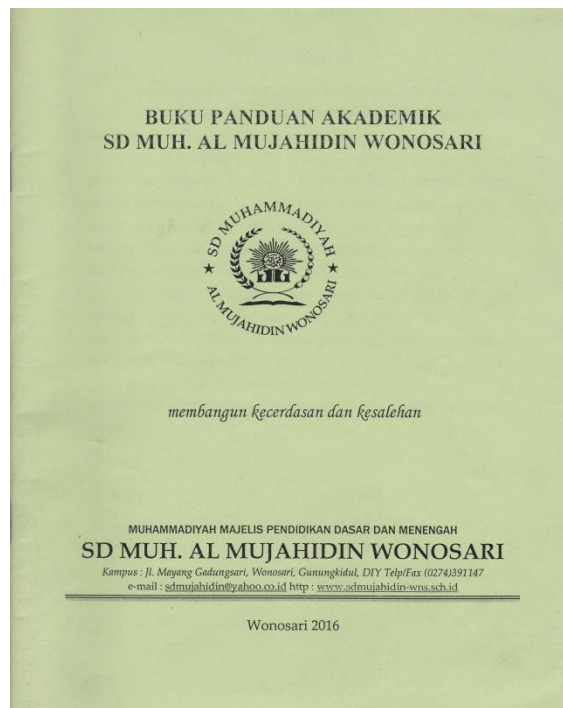 BUKU PANDUAN AKADEMIK
SD MUH. AL MUJAHIDIN WONOSARI
SD MUHAMMADIYAH
AL MUJAHIDIN WONOSARI
membangun kecerdasan dan kesalehan
MUHAMMADIYAH MAJELIS PENDIDIKAN DASAR DAN MENENGAH
SD MUH. AL MUJAHIDIN WONOSARI
Kampus : Jl. Mayang Gadungsari, Wonosari, Gunungkidul, DIY Telp/Fax (0274)391147
e-mail : sdmujahidin@yahoo.co.id http : www.sdmujahidin-wns.sch.id
Wonosari 2016